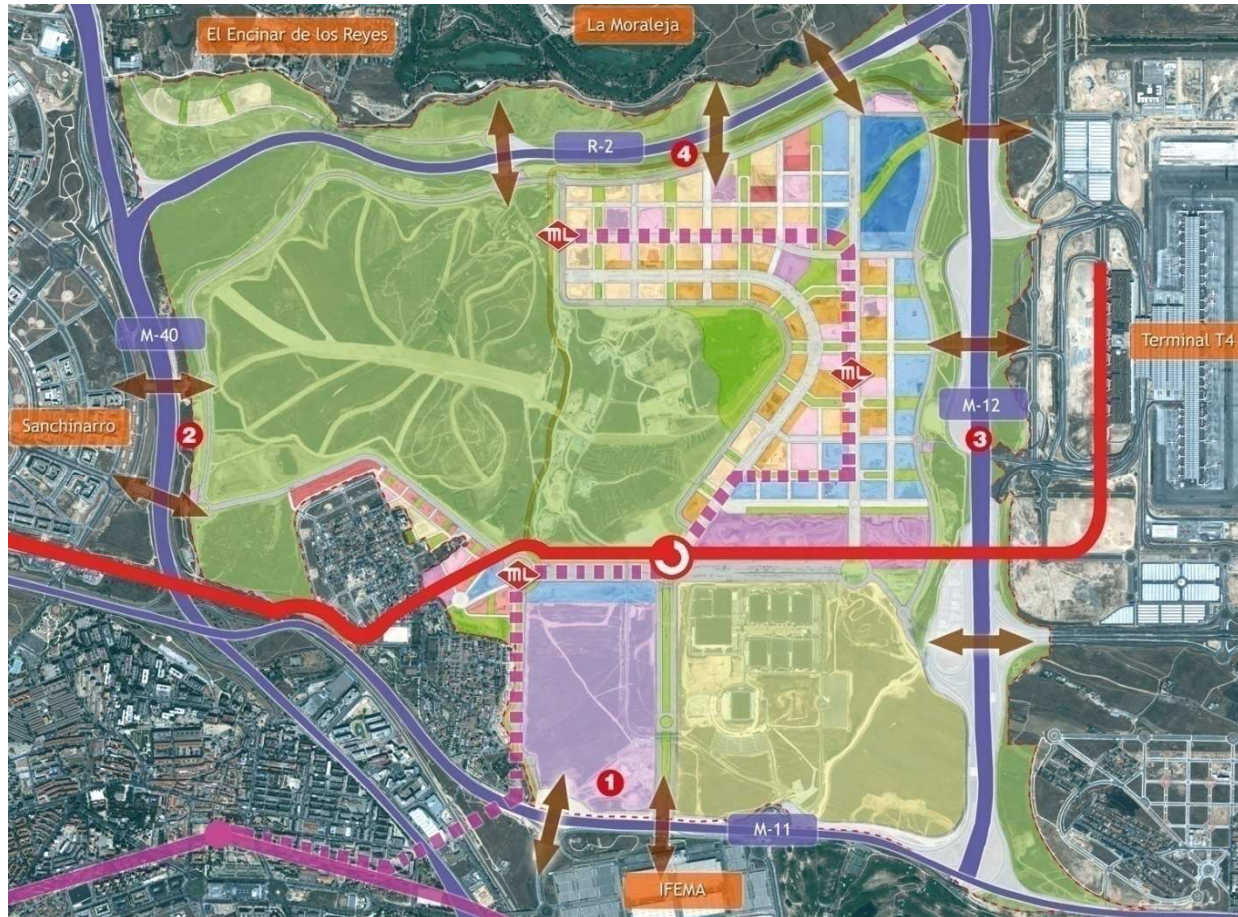 El Encinar de los Reyes
La Moraleja
R-2
4
M-40
Terminal T4
M-12
Sanchinarro
2
3
ML
ML
ML
1
M-11
IFEMA